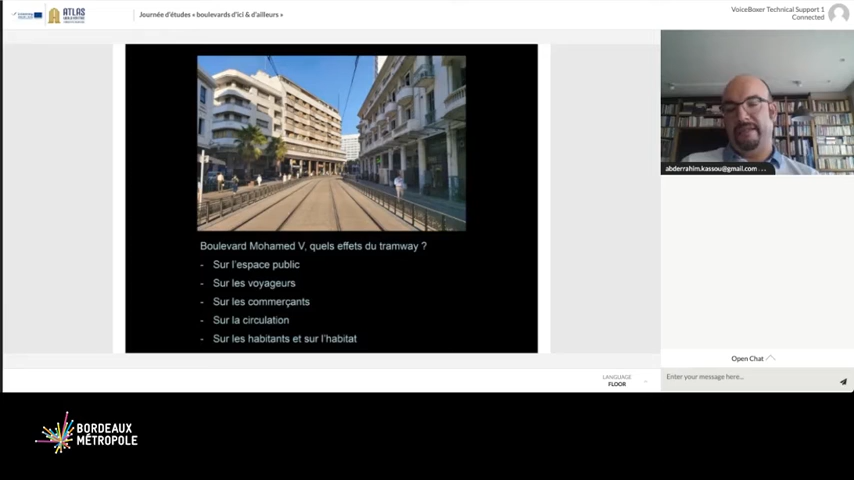 ATLAS
Journée d'études « boulevards d'ici & d'ailleurs »
VoiceBoxer Technical Support 1
Connected
abderrahim.kassou@gmail.com ...
Boulevard Mohamed V, quels effets du tramway ?
- Sur l'espace public
- Sur les voyageurs
- Sur les commerçants
- Sur la circulation
- Sur les habitants et sur l'habitat
Open Chat
LANGUAGE
FLOOR
Enter your message here...
BORDEAUX
MÉTROPOLE